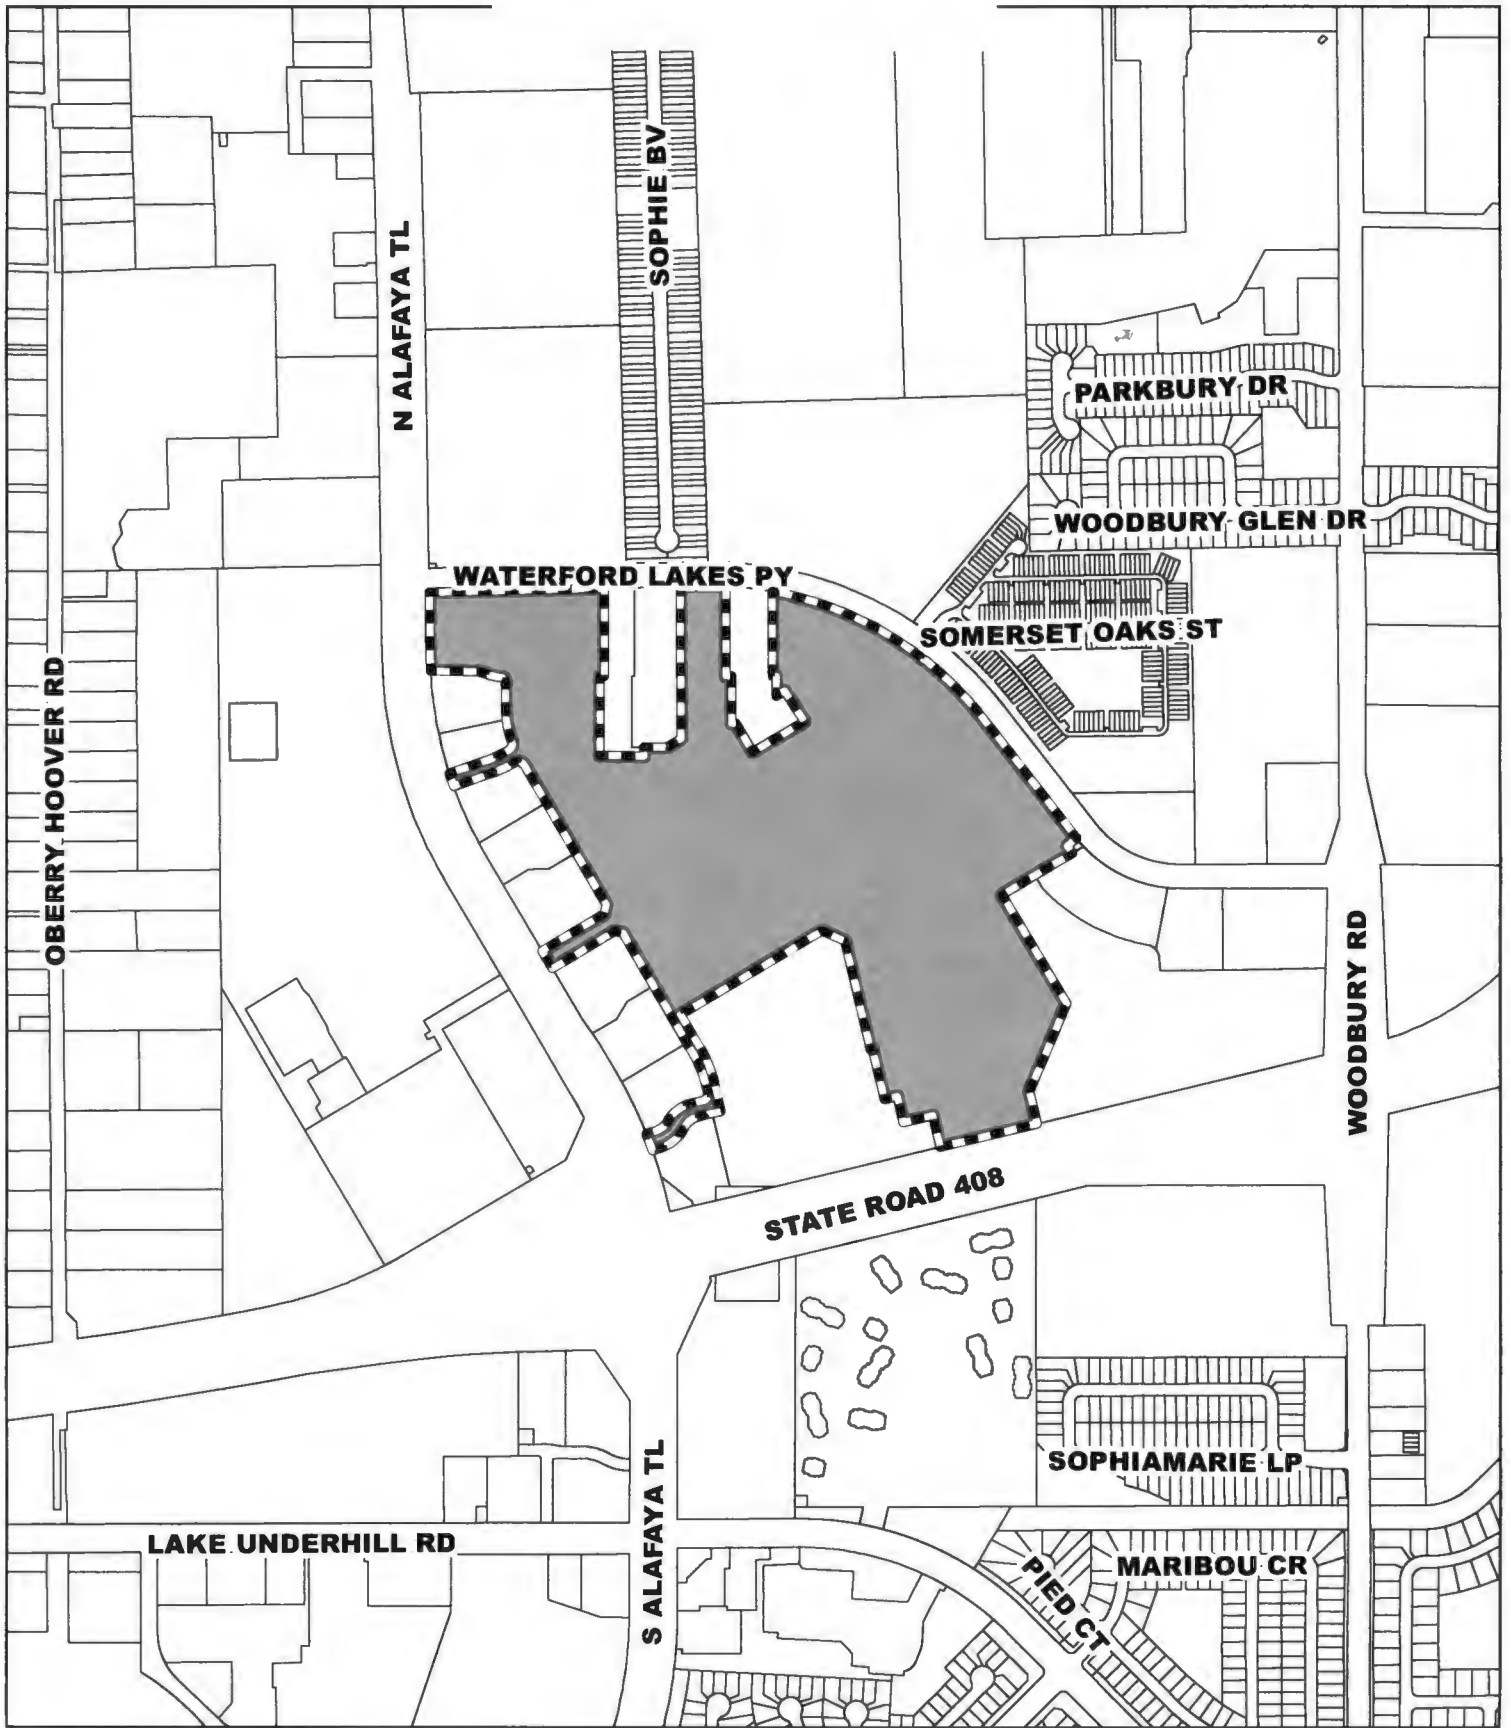 SOPHIE BV
N ALAFAYA TL
PARKBURY DR
WOODBURY GLEN DR
WATERFORD LAKES PY
SOMERSET OAKS ST
OBERRY HOOVER RD
WOODBURY RD
STATE ROAD 408
SOPHIAMARIE LP
S ALAFAYA TL
LAKE UNDERHILL RD
MARIBOU CR
PIED CT